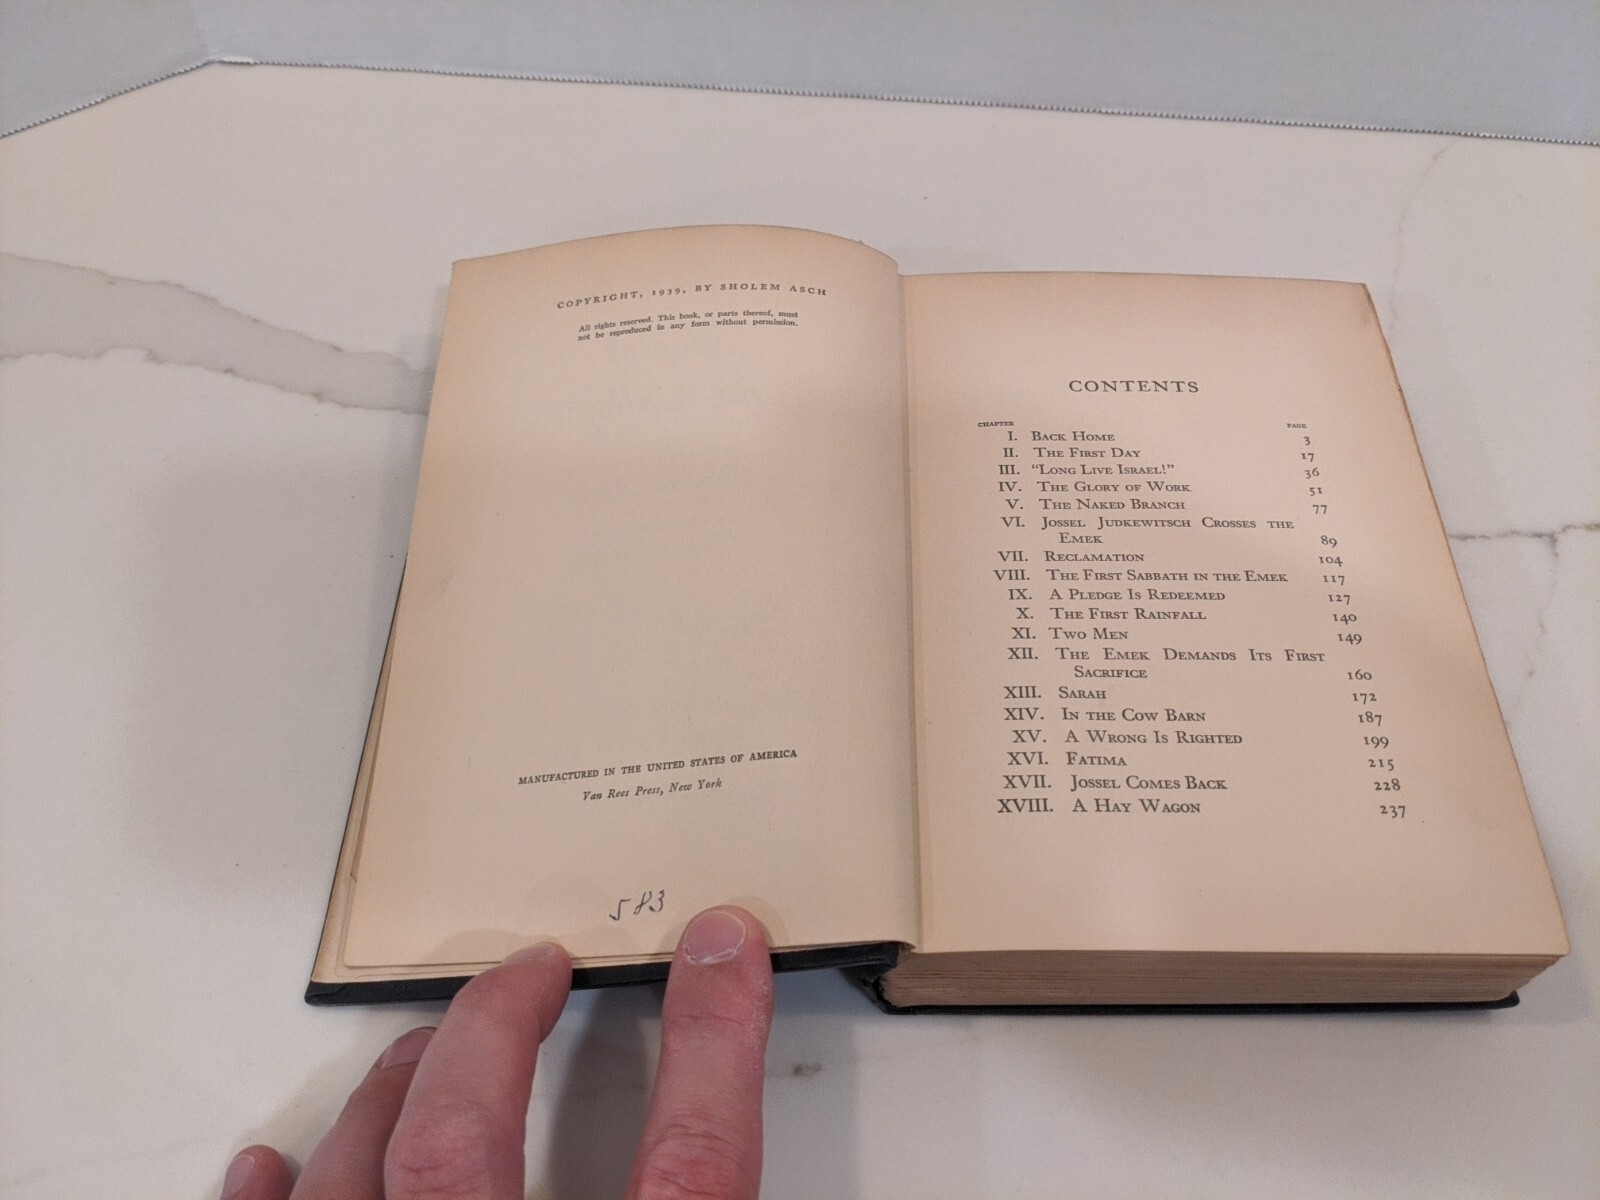 COPYRIGHT, 1939, BY SHOLEM ASCH
All rights reserved. This book, or parts thereof, must
not be reproduced in any form without permission.
MANUFACTURED IN THE UNITED STATES OF AMERICA
Van Rees Press, New York
583
CONTENTS
CHAPTER PAGE
I. BACK HOME 3
II. THE FIRST DAY 17
III. "LONG LIVE ISRAEL!" 36
IV. THE GLORY OF WORK 51
V. THE NAKED BRANCH 77
VI. JOSSEL JUDKEWITSCH CROSSES THE
EMEK 89
VII. RECLAMATION 104
VIII. THE FIRST SABBATH IN THE EMEK 117
IX. A PLEDGE IS REDEEMED 127
X. THE FIRST RAINFALL 140
XI. TWO MEN 149
XII. THE EMEK DEMANDS ITS FIRST
SACRIFICE 160
XIII. SARAH 172
XIV. IN THE COW BARN 187
XV. A WRONG IS RIGHTED 199
XVI. FATIMA 215
XVII. JOSSEL COMES BACK 228
XVIII. A HAY WAGON 237